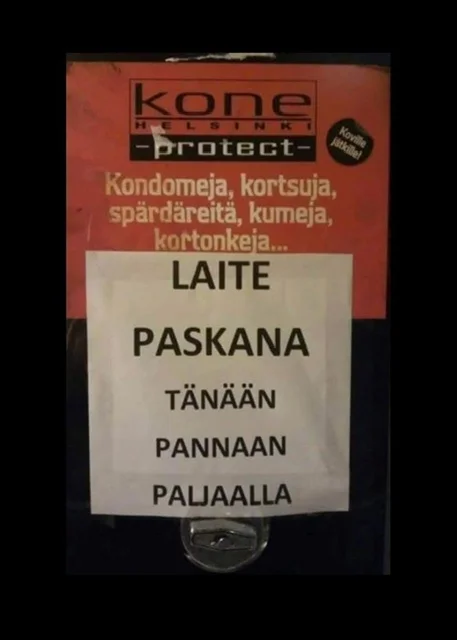 kone
HELSINKI
-protect-
Koville
jätkille!
Kondomeja, kortsuja,
spärdäreitä, kumeja,
kortonkeja...
LAITE
PASKANA
TÄNÄÄN
PANNAAN
PALJAALLA